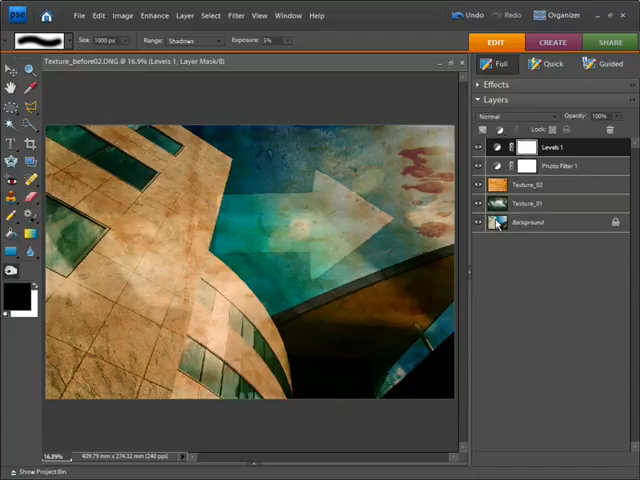 pse File Edit Image Enhance Layer Select Filter View Window Help Undo Redo Organizer
Size: 1000 px Range: Shadows Exposure: 5% EDIT CREATE SHARE
Texture_before02.DNG @ 16.9% (Levels 1, Layer Mask/8)
Full Quick Guided
Effects
Layers
Normal Opacity: 100%
Lock:
Levels 1
Photo Filter 1
Texture_02
Texture_01
Background
T
16.89% 409.79 mm x 274.32 mm (240 ppi)
Show Project Bin